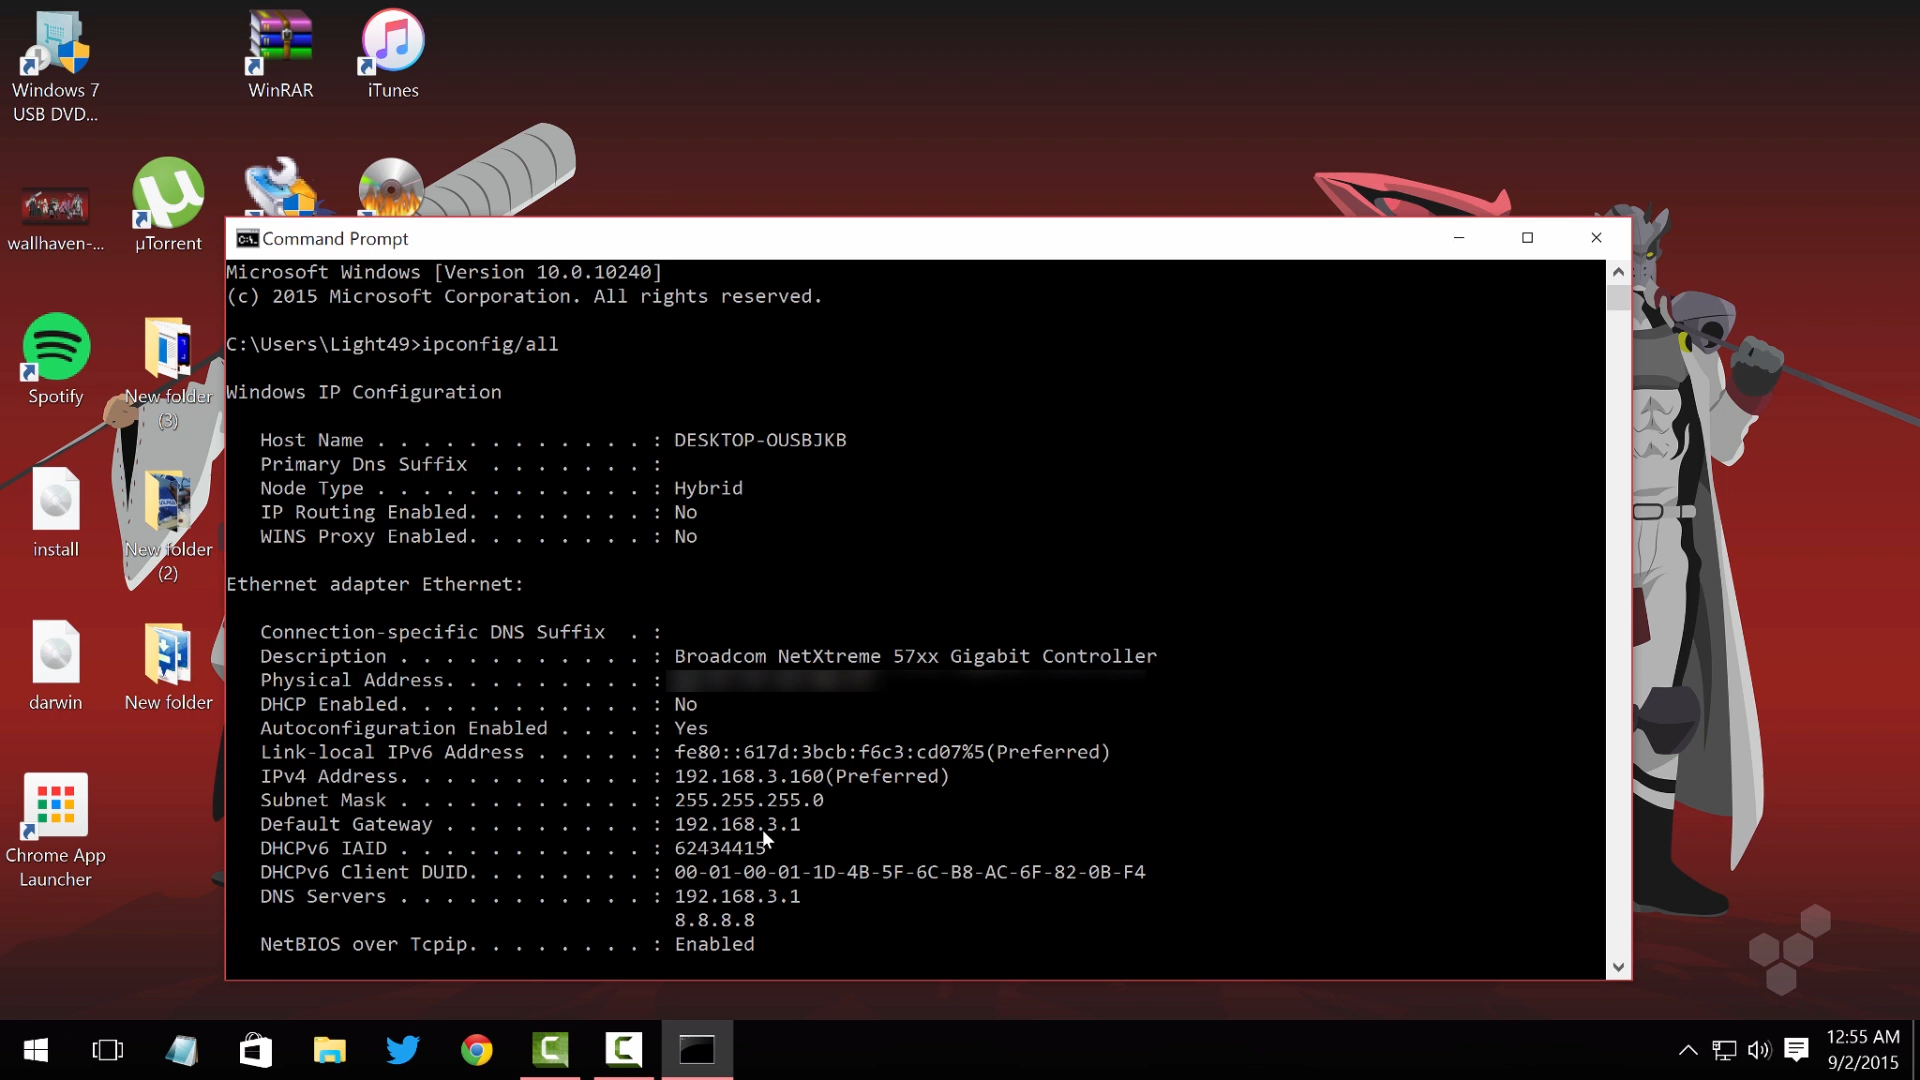 Windows 7
USB DVD...
WinRAR
iTunes
wallhaven-...
µTorrent
Spotify
New folder
(3)
install
New folder
(2)
darwin
New folder
Chrome App
Launcher
C:\.
Command Prompt
Microsoft Windows [Version 10.0.10240]
(c) 2015 Microsoft Corporation. All rights reserved.
C:\Users\Light49>ipconfig/all
Windows IP Configuration
Host Name . . . . . . . . . . . . : DESKTOP-OUSBJKB
Primary Dns Suffix  . . . . . . . :
Node Type . . . . . . . . . . . . : Hybrid
IP Routing Enabled. . . . . . . . : No
WINS Proxy Enabled. . . . . . . . : No
Ethernet adapter Ethernet:
Connection-specific DNS Suffix  . :
Description . . . . . . . . . . . : Broadcom NetXtreme 57xx Gigabit Controller
Physical Address. . . . . . . . . :
DHCP Enabled. . . . . . . . . . . : No
Autoconfiguration Enabled . . . . : Yes
Link-local IPv6 Address . . . . . : fe80::617d:3bcb:f6c3:cd07%5(Preferred)
IPv4 Address. . . . . . . . . . . : 192.168.3.160(Preferred)
Subnet Mask . . . . . . . . . . . : 255.255.255.0
Default Gateway . . . . . . . . . : 192.168.3.1
DHCPv6 IAID . . . . . . . . . . . : 62434415
DHCPv6 Client DUID. . . . . . . . : 00-01-00-01-1D-4B-5F-6C-B8-AC-6F-82-0B-F4
DNS Servers . . . . . . . . . . . : 192.168.3.1
8.8.8.8
NetBIOS over Tcpip. . . . . . . . : Enabled
12:55 AM
9/2/2015